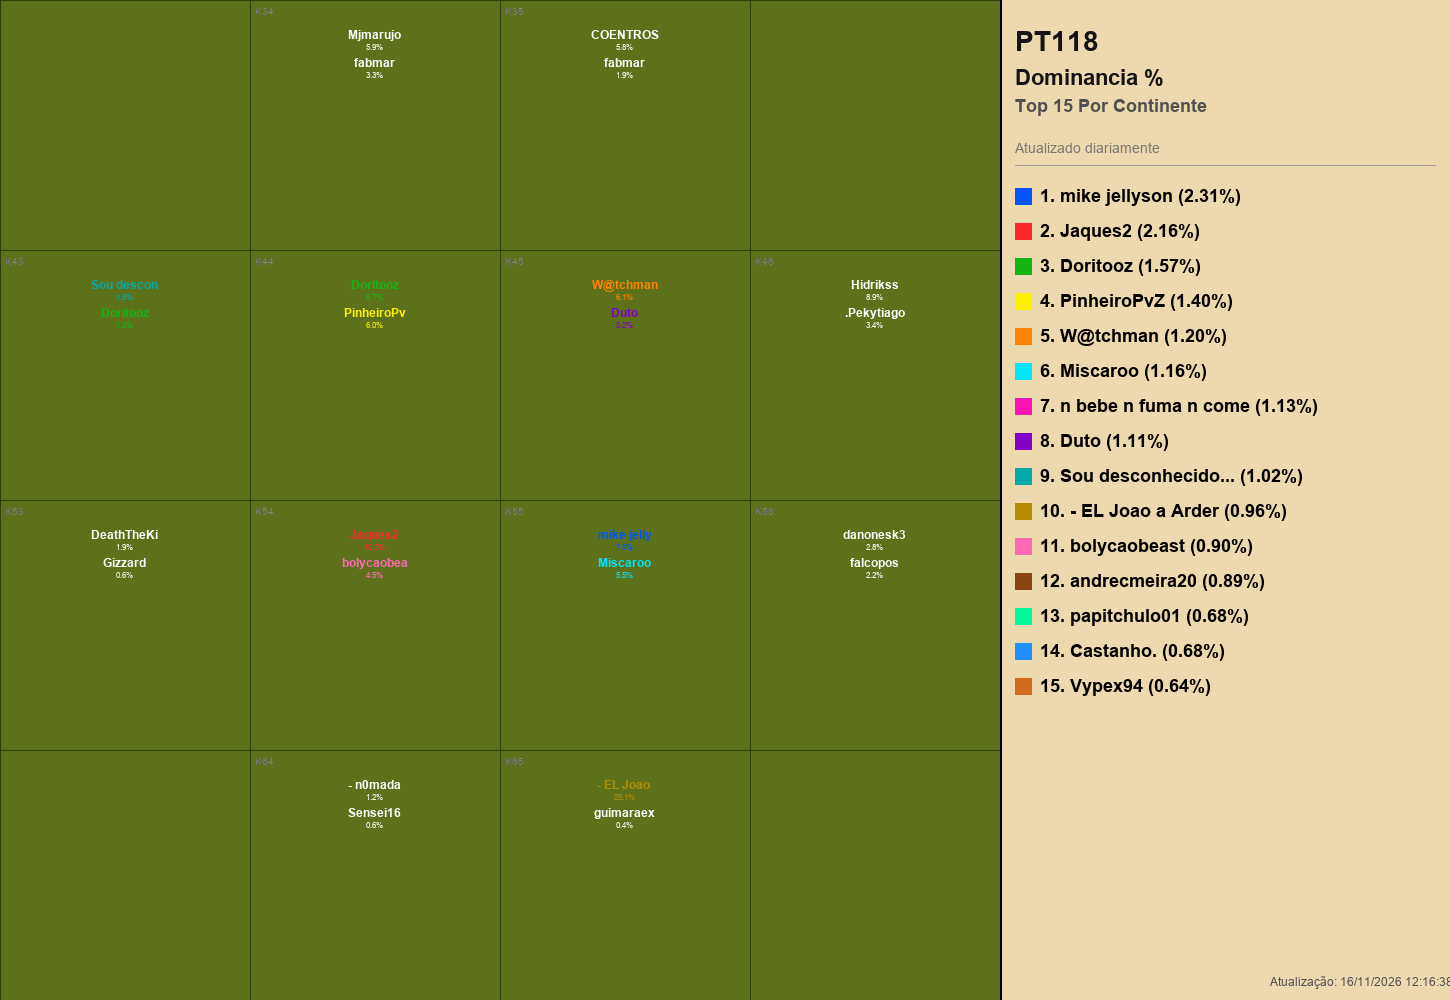 K34
Mjmarujo
5.9%
fabmar
3.3%
K35
COENTROS
5.8%
fabmar
1.9%
K43
Sou descon
1.8%
Doritooz
1.2%
K44
Doritooz
PinheiroPv
6.0%
K45
W@tchman
6.1%
Duto
5.2%
K46
Hidrikss
8.9%
.Pekytiago
3.4%
K53
DeathTheKi
1.9%
Gizzard
0.6%
K54
Jaques2
bolycaobea
4.5%
K55
mike jelly
Miscaroo
5.5%
K56
danonesk3
2.8%
falcopos
2.2%
K64
- n0mada
1.2%
Sensei16
0.6%
K65
- EL Joao
25.1%
guimaraex
0.4%
PT118
Dominancia %
Top 15 Por Continente
Atualizado diariamente
1. mike jellyson (2.31%)
2. Jaques2 (2.16%)
3. Doritooz (1.57%)
4. PinheiroPvZ (1.40%)
5. W@tchman (1.20%)
6. Miscaroo (1.16%)
7. n bebe n fuma n come (1.13%)
8. Duto (1.11%)
9. Sou desconhecido... (1.02%)
10. - EL Joao a Arder (0.96%)
11. bolycaobeast (0.90%)
12. andrecmeira20 (0.89%)
13. papitchulo01 (0.68%)
14. Castanho. (0.68%)
15. Vypex94 (0.64%)
Atualização: 16/11/2026 12:16:38